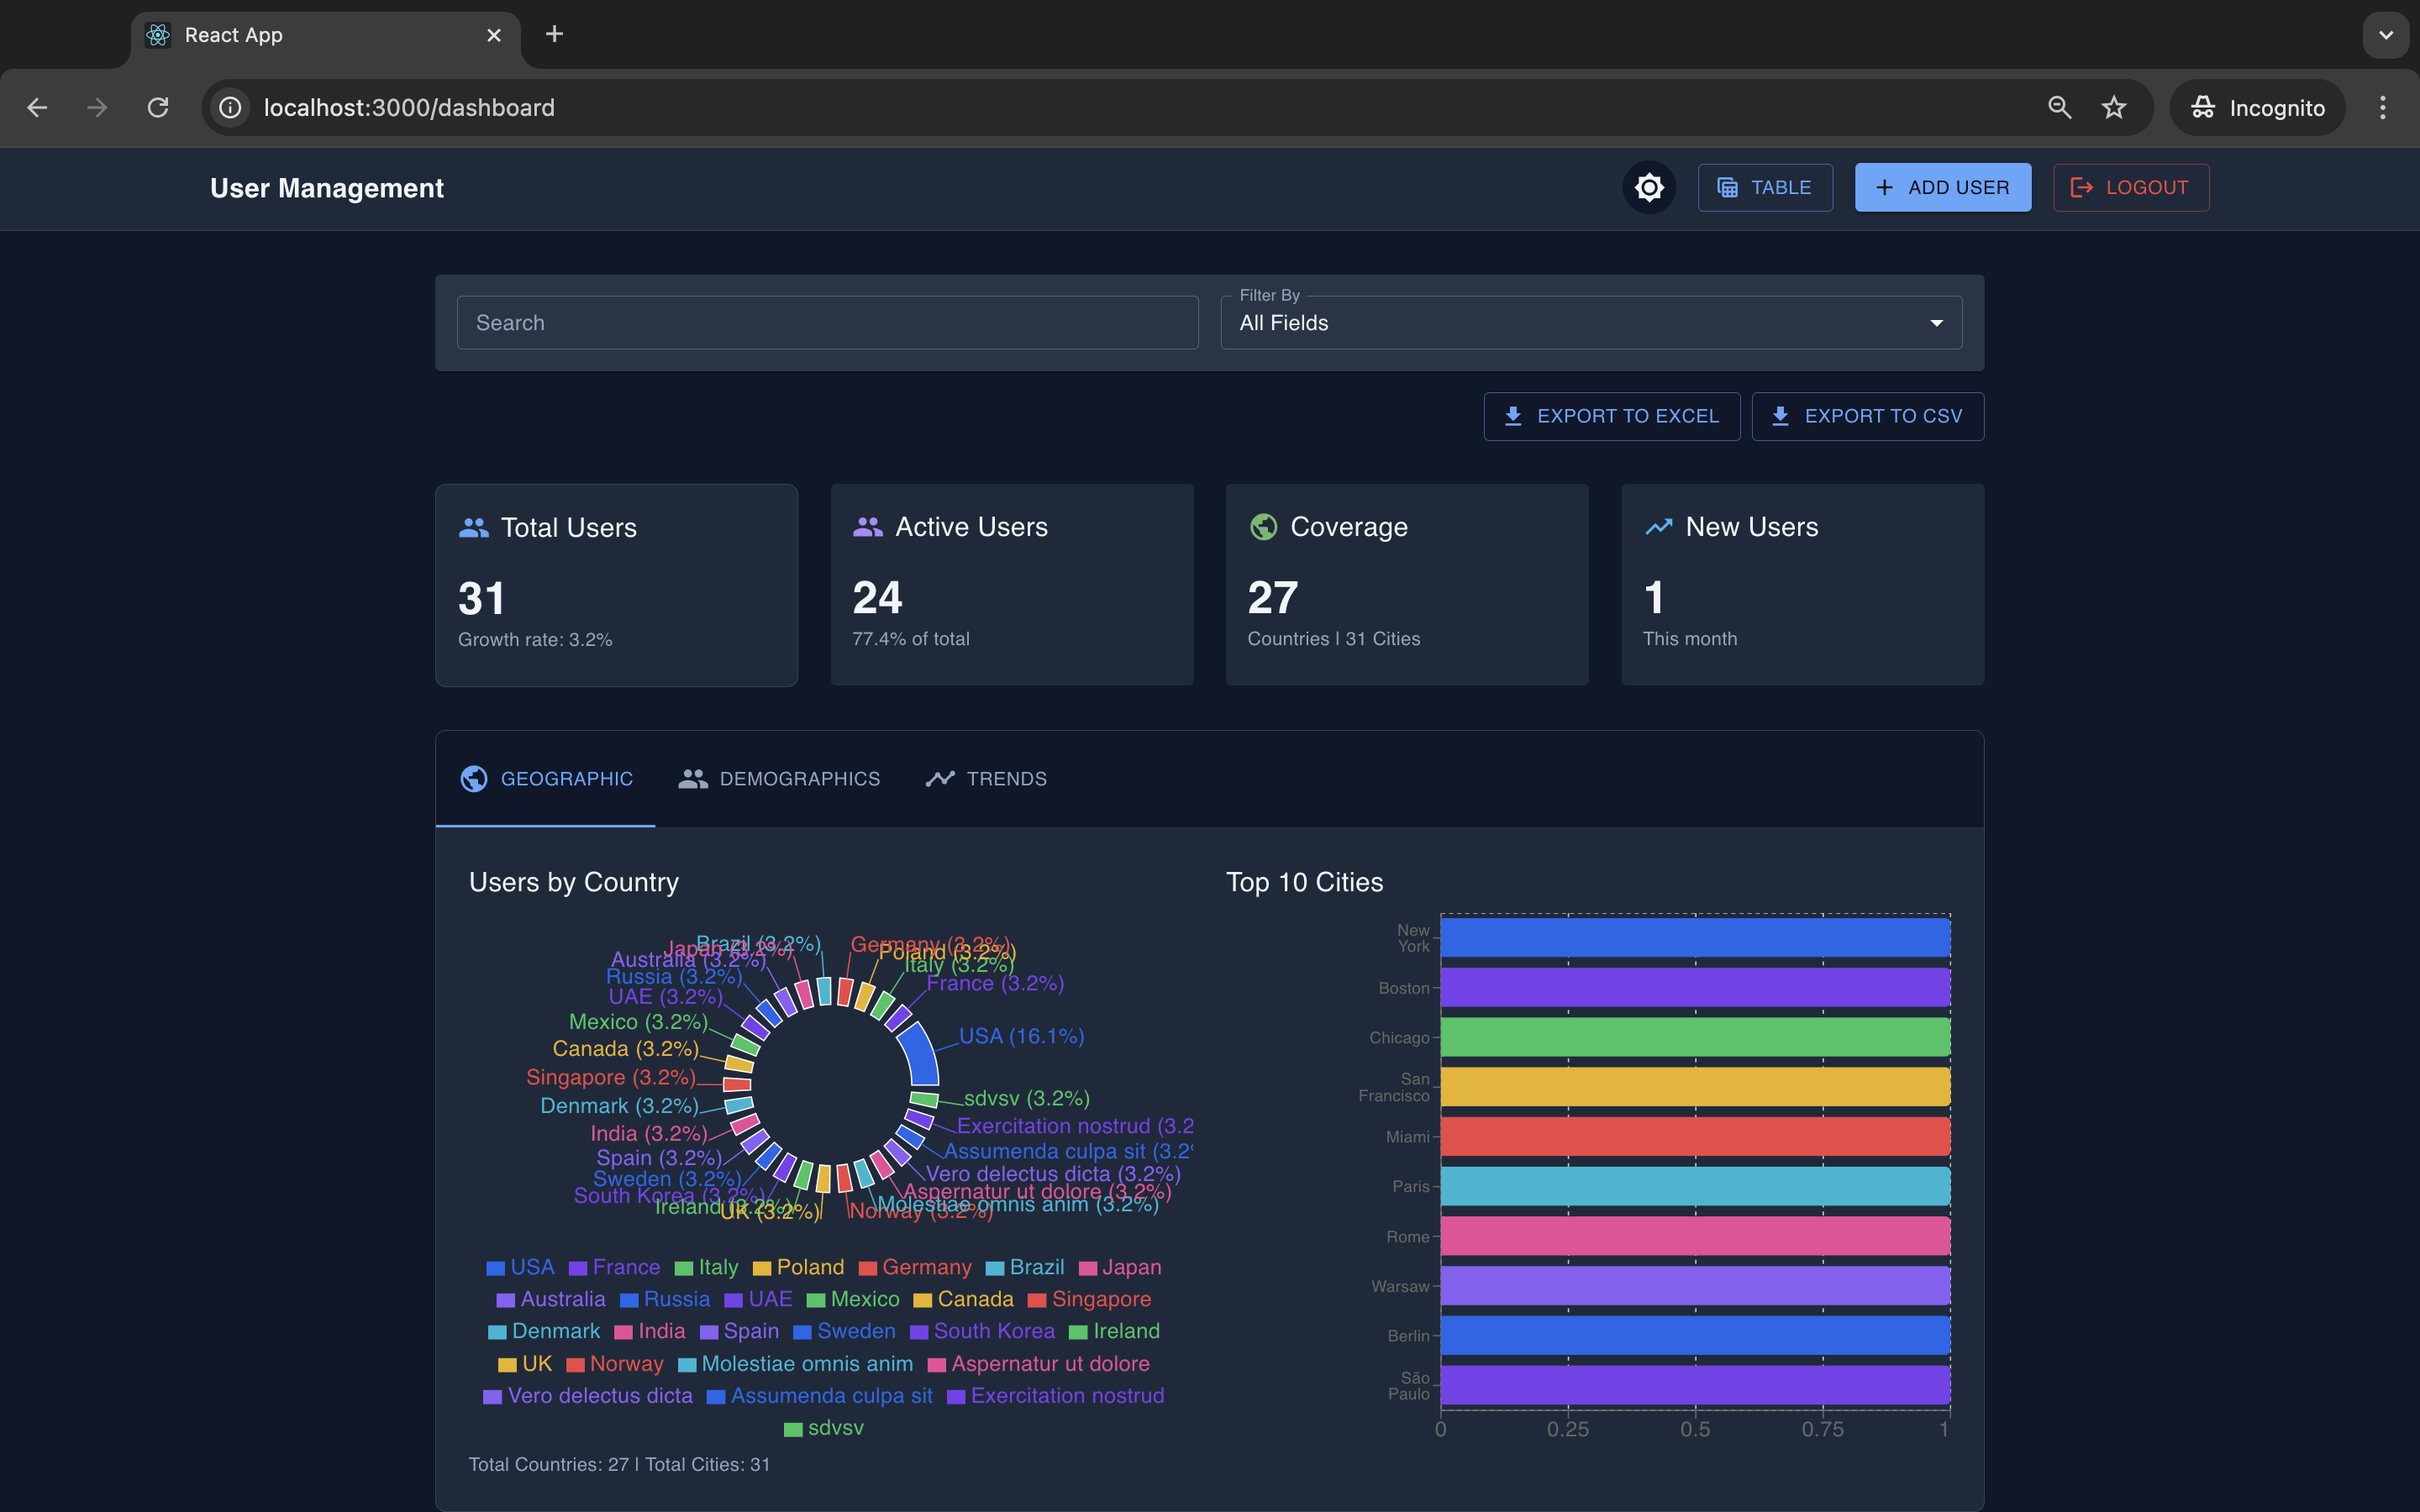 React App
localhost:3000/dashboard
Incognito
User Management
TABLE
ADD USER
LOGOUT
Search
Filter By
All Fields
EXPORT TO EXCEL
EXPORT TO CSV
Total Users
31
Growth rate: 3.2%
Active Users
24
77.4% of total
Coverage
27
Countries | 31 Cities
New Users
1
This month
GEOGRAPHIC
DEMOGRAPHICS
TRENDS
Users by Country
Brazil (3.2%)
Japan (3.2%)
Australia (3.2%)
Russia (3.2%)
UAE (3.2%)
Mexico (3.2%)
Canada (3.2%)
Singapore (3.2%)
Denmark (3.2%)
India (3.2%)
Spain (3.2%)
Sweden (3.2%)
South Korea (3.2%)
Ireland (3.2%)
UK (3.2%)
Germany (3.2%)
Poland (3.2%)
Italy (3.2%)
France (3.2%)
USA (16.1%)
sdvsv (3.2%)
Exercitation nostrud (3.2
Assumenda culpa sit (3.2
Vero delectus dicta (3.2%)
Aspernatur ut dolore (3.2%)
Molestiae omnis anim (3.2%)
Norway (3.2%)
USA France Italy Poland Germany Brazil Japan
Australia Russia UAE Mexico Canada Singapore
Denmark India Spain Sweden South Korea Ireland
UK Norway Molestiae omnis anim Aspernatur ut dolore
Vero delectus dicta Assumenda culpa sit Exercitation nostrud
sdvsv
Total Countries: 27 | Total Cities: 31
Top 10 Cities
New
York
Boston
Chicago
San
Francisco
Miami
Paris
Rome
Warsaw
Berlin
São
Paulo
0 0.25 0.5 0.75 1